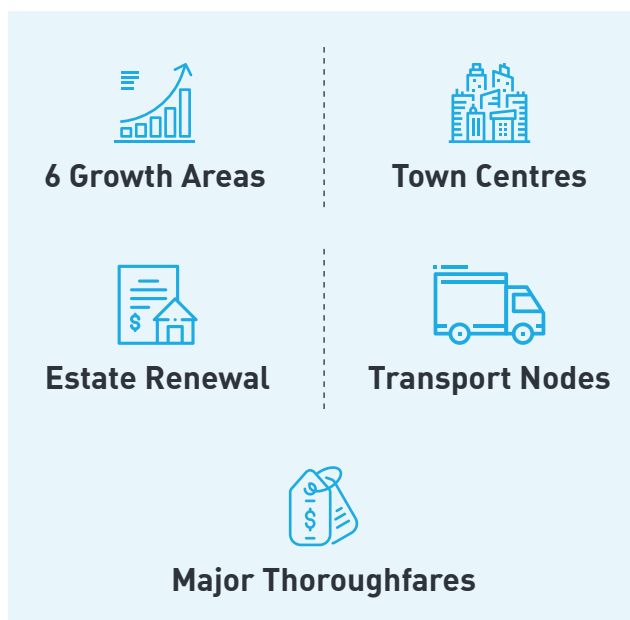 6 Growth Areas
Town Centres
$
Estate Renewal
Transport Nodes
$
Major Thoroughfares